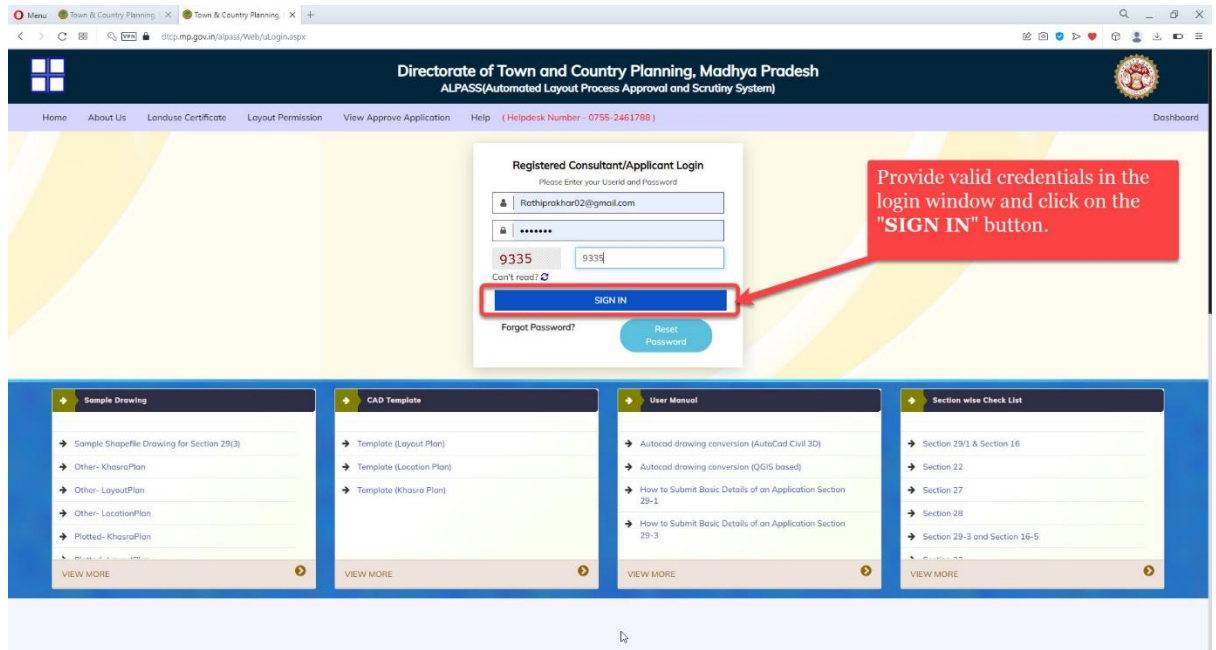 Menu
Town & Country Planning,
Town & Country Planning,
VPN
dtcp.mp.gov.in/alpass/Web/uLogin.aspx
Directorate of Town and Country Planning, Madhya Pradesh
ALPASS(Automated Layout Process Approval and Scrutiny System)
Home About Us Landuse Certificate Layout Permission View Approve Application Help ( Helpdesk Number - 0755-2461788 ) Dashboard
Registered Consultant/Applicant Login
Please Enter your UserId and Password
Rathiprakhar02@gmail.com
•••••••
9335
9335
Can't read?
SIGN IN
Forgot Password?
Reset
Password
Provide valid credentials in the
login window and click on the
"SIGN IN" button.
Sample Drawing
Sample Shapefile Drawing for Section 29(3)
Other- KhasraPlan
Other- LayoutPlan
Other- LocationPlan
Plotted- KhasraPlan
VIEW MORE
CAD Template
Template (Layout Plan)
Template (Location Plan)
Template (Khasra Plan)
VIEW MORE
User Manual
Autocad drawing conversion (AutoCad Civil 3D)
Autocad drawing conversion (QGIS based)
How to Submit Basic Details of an Application Section
29-1
How to Submit Basic Details of an Application Section
29-3
VIEW MORE
Section wise Check List
Section 29/1 & Section 16
Section 22
Section 27
Section 28
Section 29-3 and Section 16-5
VIEW MORE